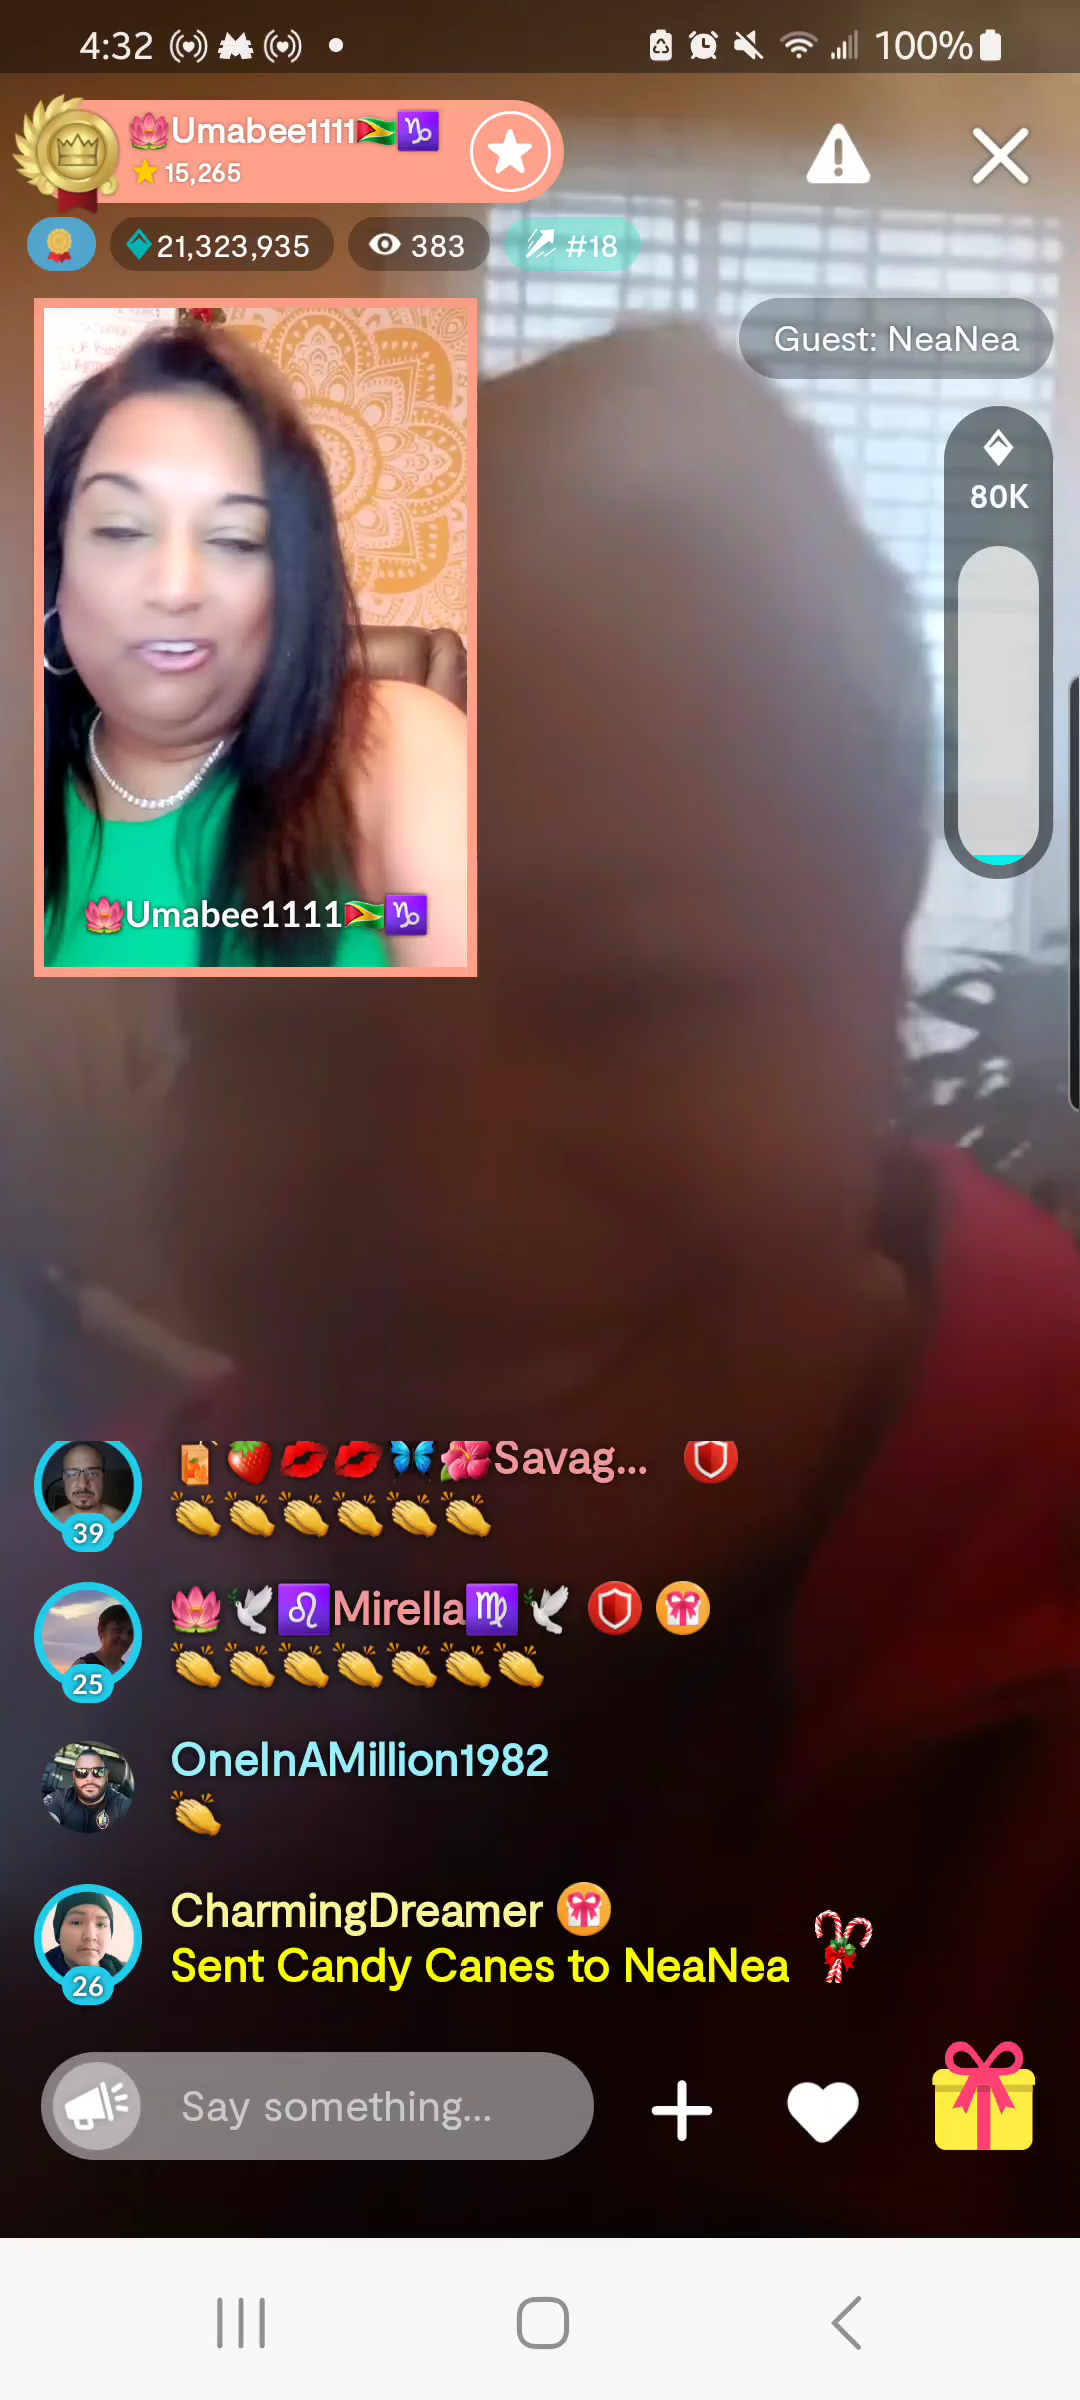 4:32
100%
🪷Umabee1111🇬🇾♑
15,265
21,323,935
383
#18
Guest: NeaNea
80K
🪷Umabee1111🇬🇾♑
🧃🍓💋💋🦋🌺Savag...
👏👏👏👏👏👏
39
🪷🕊️♌Mirella♍🕊️
👏👏👏👏👏👏👏
25
OneInAMillion1982
👏
CharmingDreamer
Sent Candy Canes to NeaNea
26
Say something...